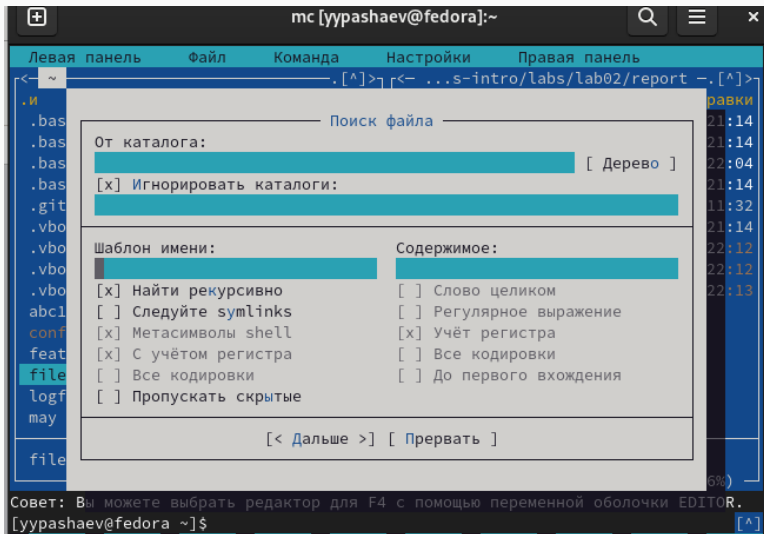 mc [yypashaev@fedora]:~
Левая панель Файл Команда Настройки Правая панель
<— ~ .[^]> <— ...s-intro/labs/lab02/report —.[^]>
.и равки
.bas 21:14
.bas 21:14
.bas 22:04
.bas 21:14
.git 11:32
.vbo 21:14
.vbo 22:12
.vbo 22:12
.vbo 22:13
abc1
conf
feat
file
logf
may
file
6%)
Поиск файла
От каталога:
[ Дерево ]
[x] Игнорировать каталоги:
Шаблон имени: Содержимое:
[x] Найти рекурсивно [ ] Слово целиком
[ ] Следуйте symlinks [ ] Регулярное выражение
[x] Метасимволы shell [x] Учёт регистра
[x] С учётом регистра [ ] Все кодировки
[ ] Все кодировки [ ] До первого вхождения
[ ] Пропускать скрытые
[< Дальше >] [ Прервать ]
Совет: Вы можете выбрать редактор для F4 с помощью переменной оболочки EDITOR.
[yypashaev@fedora ~]$ [^]